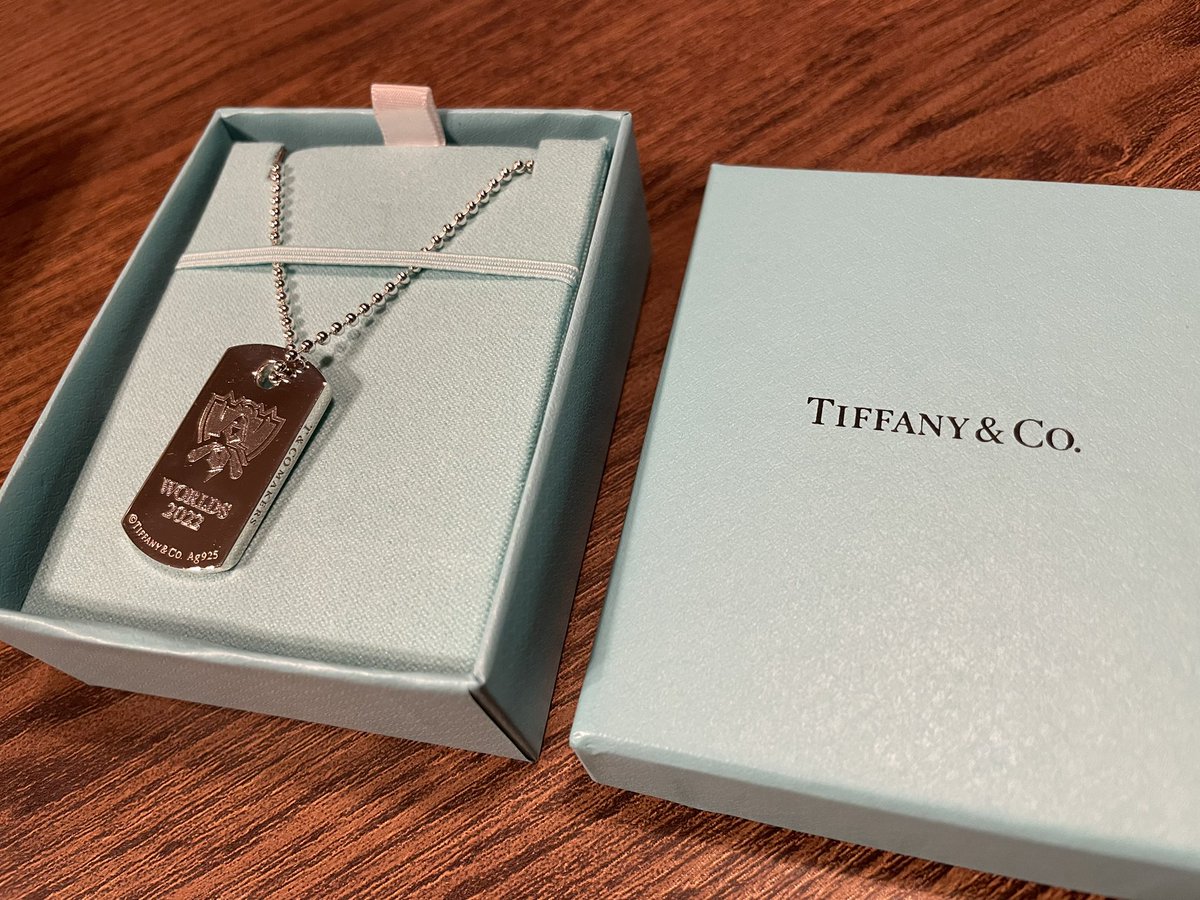 T&CO MAKERS
WORLDS
2022
©TIFFANY&CO. Ag925
TIFFANY & CO.